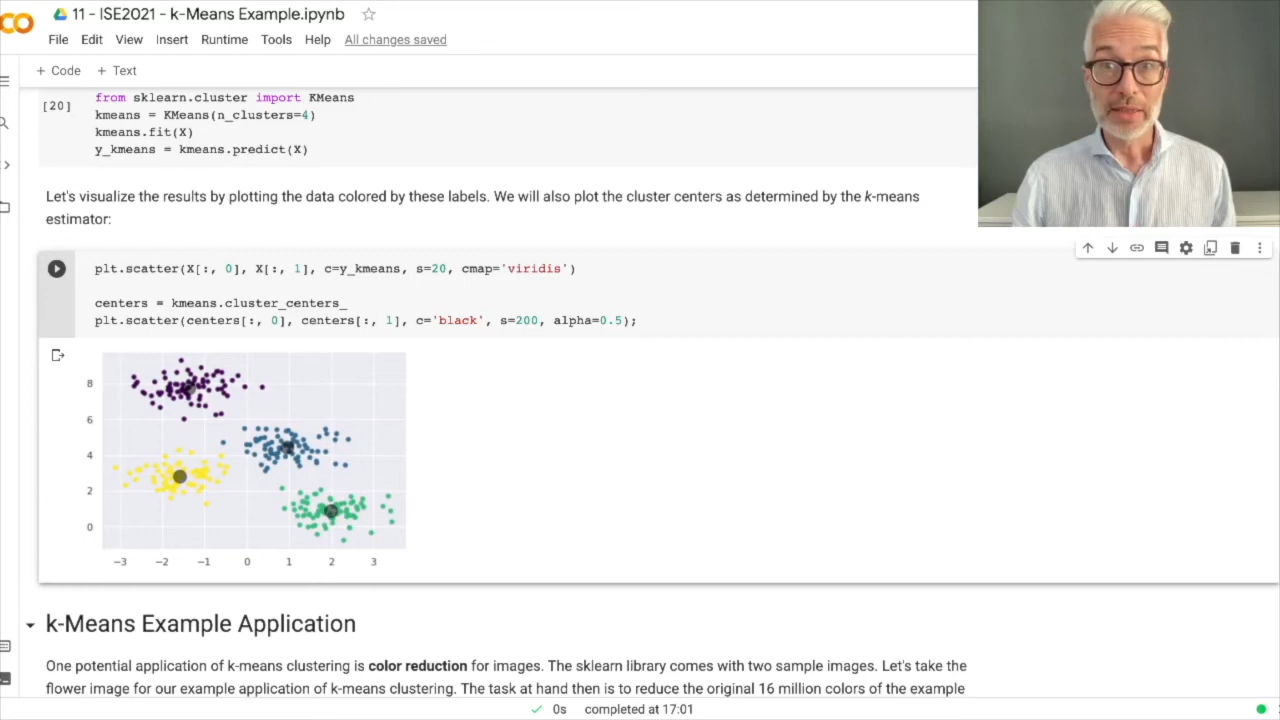 11 - ISE2021 - k-Means Example.ipynb
File Edit View Insert Runtime Tools Help All changes saved
+ Code + Text
[20]
from sklearn.cluster import KMeans
kmeans = KMeans(n_clusters=4)
kmeans.fit(X)
y_kmeans = kmeans.predict(X)
Let's visualize the results by plotting the data colored by these labels. We will also plot the cluster centers as determined by the k-means
estimator:
plt.scatter(X[:, 0], X[:, 1], c=y_kmeans, s=20, cmap='viridis')
centers = kmeans.cluster_centers_
plt.scatter(centers[:, 0], centers[:, 1], c='black', s=200, alpha=0.5);
8
6
4
2
0
−3 −2 −1 0 1 2 3
k-Means Example Application
One potential application of k-means clustering is color reduction for images. The sklearn library comes with two sample images. Let's take the
flower image for our example application of k-means clustering. The task at hand then is to reduce the original 16 million colors of the example
0s completed at 17:01